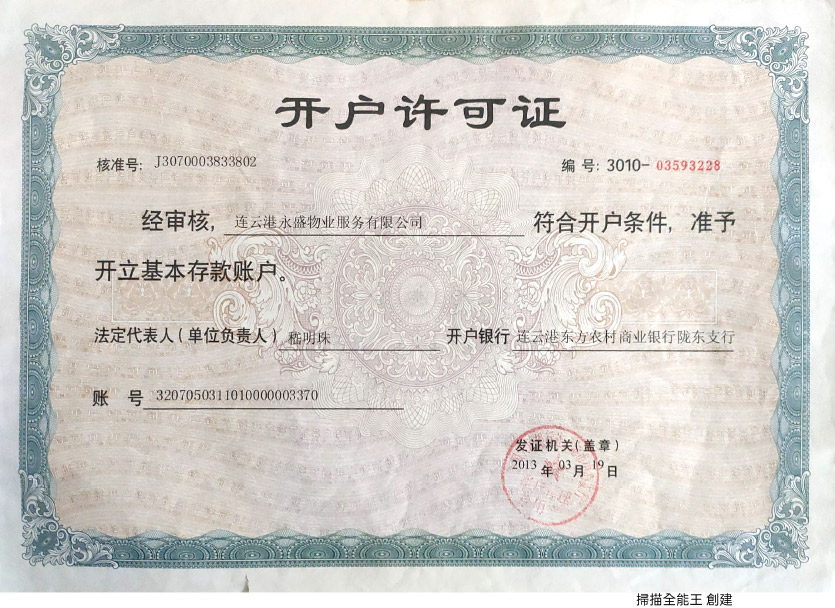 开户许可证
核准号: J3070003833802 编 号: 3010-03593228
经审核, 连云港永盛物业服务有限公司 符合开户条件, 准予
开立基本存款账户。
法定代表人(单位负责人) 嵇明珠 开户银行 连云港东方农村商业银行陇东支行
账 号 3207050311010000003370
发证机关(盖章)
2013 年 03 月 19 日
掃描全能王 創建